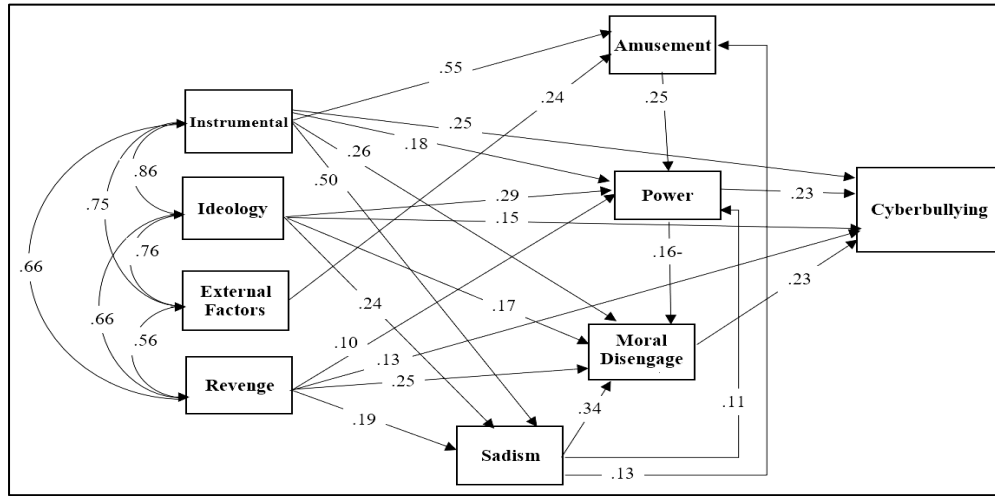 Amusement
.55
.24
.25
Instrumental
.25
.18
.26
.50
.86
.75
Ideology
.29
.15
Power
.23
Cyberbullying
.76
.16-
.66
External
Factors
.24
.17
.23
.66
.56
Moral
Disengage
.10
.13
Revenge
.25
.11
.19
.34
Sadism
.13